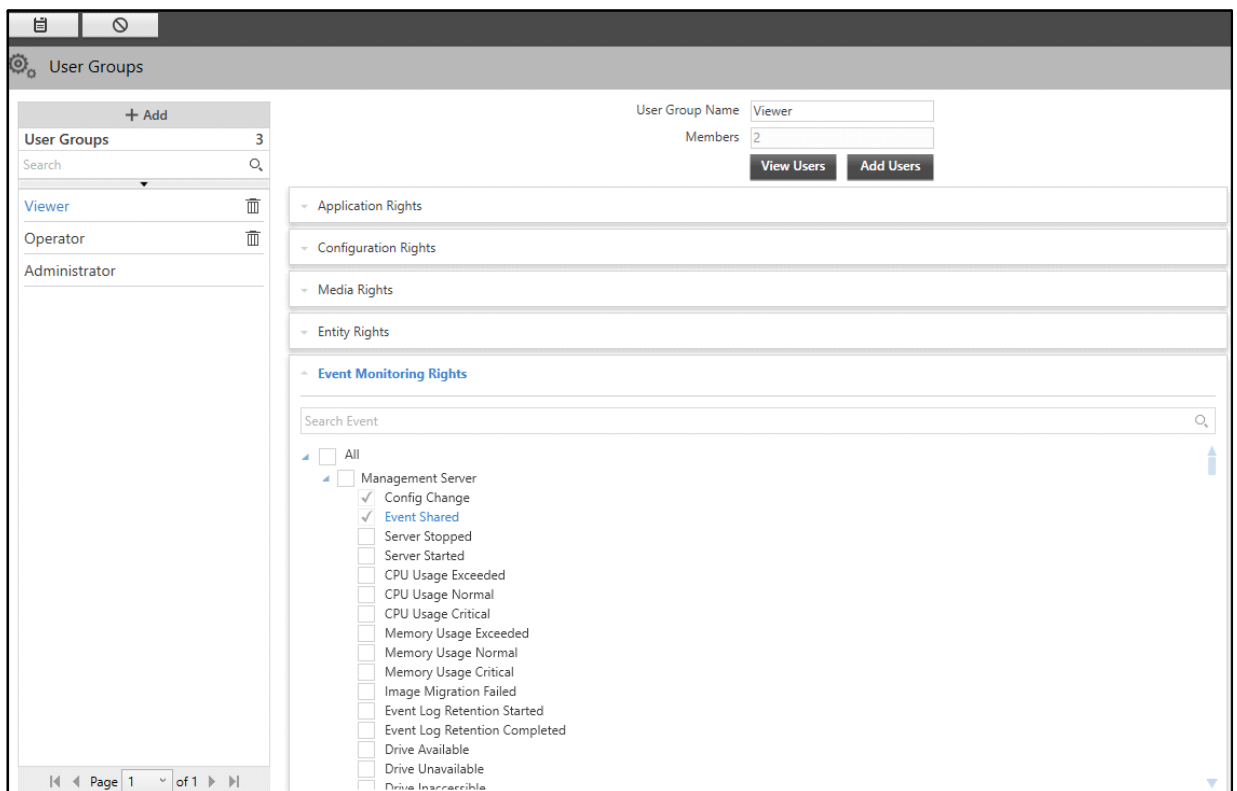 User Groups
+ Add
User Groups 3
Search
Viewer
Operator
Administrator
Page 1 of 1
User Group Name Viewer
Members 2
View Users Add Users
Application Rights
Configuration Rights
Media Rights
Entity Rights
Event Monitoring Rights
Search Event
All
Management Server
Config Change
Event Shared
Server Stopped
Server Started
CPU Usage Exceeded
CPU Usage Normal
CPU Usage Critical
Memory Usage Exceeded
Memory Usage Normal
Memory Usage Critical
Image Migration Failed
Event Log Retention Started
Event Log Retention Completed
Drive Available
Drive Unavailable
Drive Inaccessible